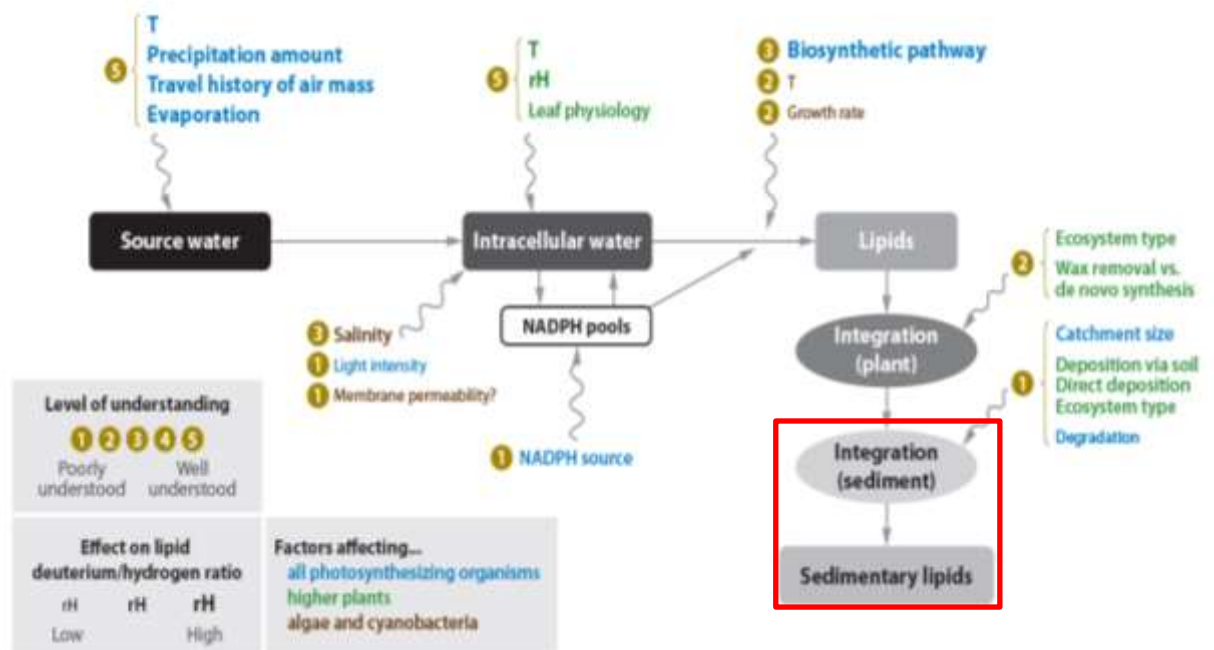 5
T
Precipitation amount
Travel history of air mass
Evaporation
5
T
rH
Leaf physiology
3 Biosynthetic pathway
2 T
2 Growth rate
Source water
Intracellular water
Lipids
NADPH pools
3 Salinity
1 Light intensity
1 Membrane permeability?
1 NADPH source
2
Ecosystem type
Wax removal vs.
de novo synthesis
Integration
(plant)
1
Catchment size
Deposition via soil
Direct deposition
Ecosystem type
Degradation
Integration
(sediment)
Sedimentary lipids
Level of understanding
1 2 3 4 5
Poorly understood
Well understood
Effect on lipid
deuterium/hydrogen ratio
rH rH rH
Low High
Factors affecting...
all photosynthesizing organisms
higher plants
algae and cyanobacteria